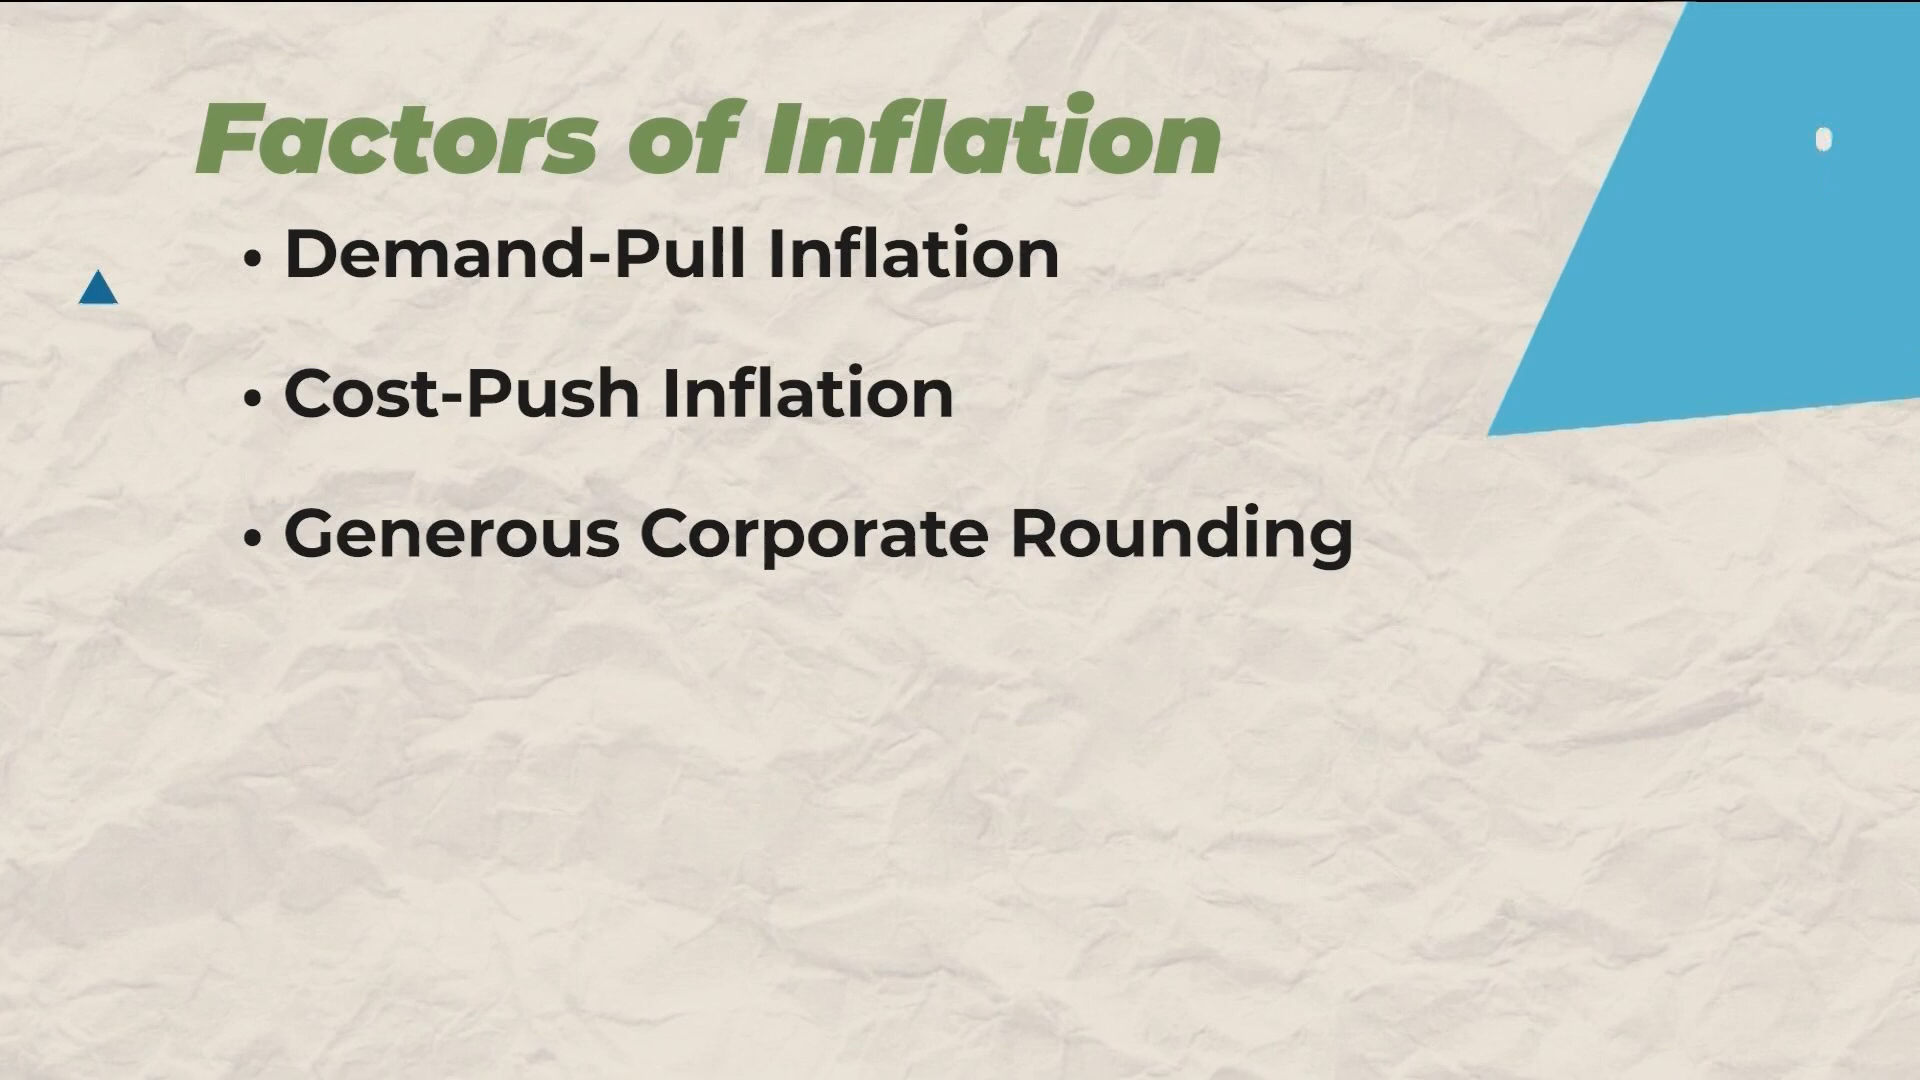 Factors of Inflation
• Demand-Pull Inflation
• Cost-Push Inflation
• Generous Corporate Rounding